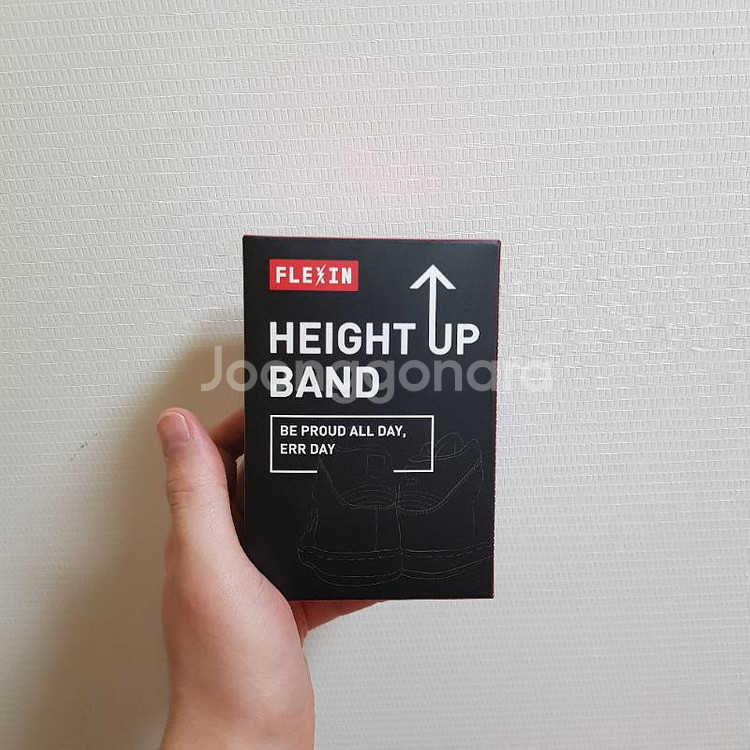 FLEXIN
HEIGHT UP
BAND
Joonggonara
BE PROUD ALL DAY,
ERR DAY